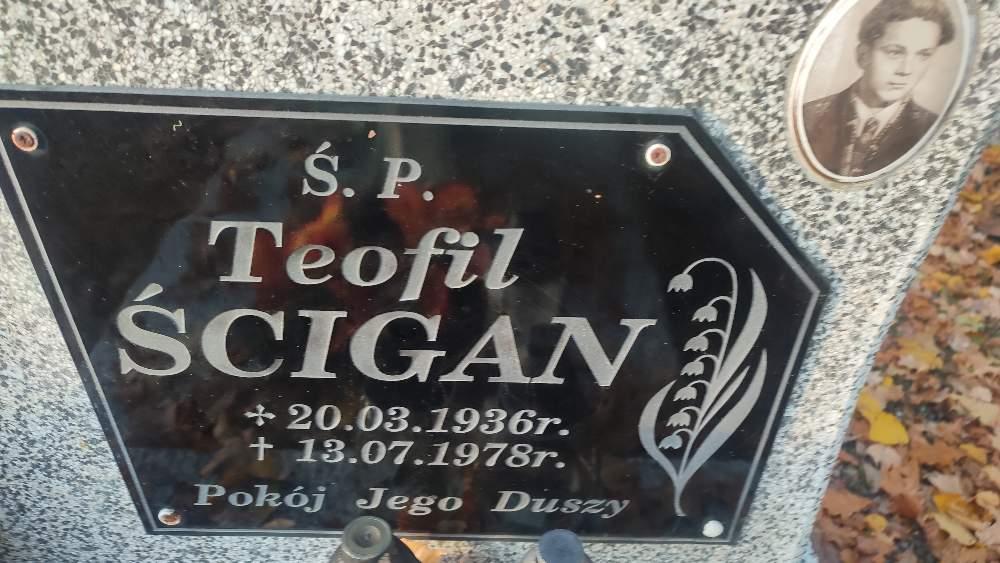 Ś. P.
Teofil
ŚCIGAN
✣ 20.03.1936r.
† 13.07.1978r.
Pokój Jego Duszy